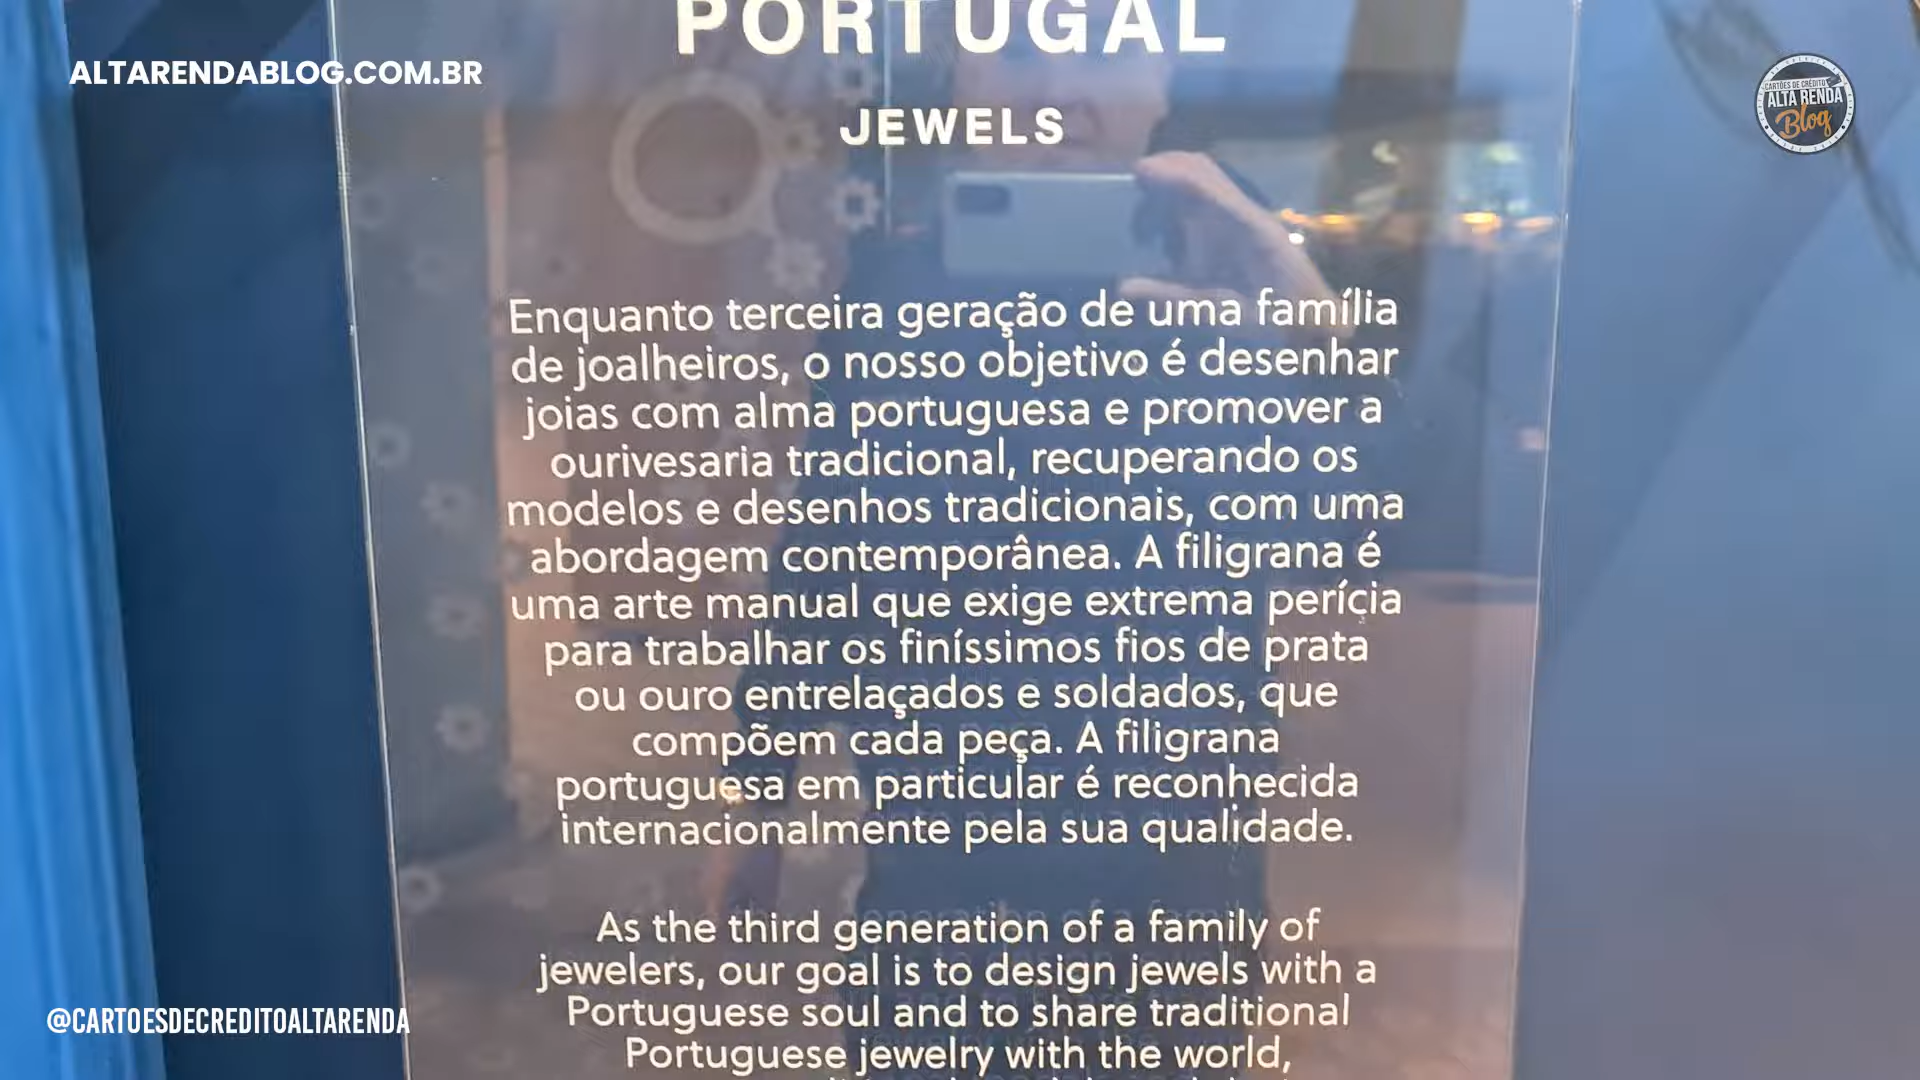 PORTUGAL
ALTARENDABLOG.COM.BR
CARTÕES DE CRÉDITO
ALTA RENDA
Blog
JEWELS
Enquanto terceira geração de uma família
de joalheiros, o nosso objetivo é desenhar
joias com alma portuguesa e promover a
ourivesaria tradicional, recuperando os
modelos e desenhos tradicionais, com uma
abordagem contemporânea. A filigrana é
uma arte manual que exige extrema perícia
para trabalhar os finíssimos fios de prata
ou ouro entrelaçados e soldados, que
compõem cada peça. A filigrana
portuguesa em particular é reconhecida
internacionalmente pela sua qualidade.
As the third generation of a family of
jewelers, our goal is to design jewels with a
Portuguese soul and to share traditional
Portuguese jewelry with the world,
@CARTOESDECREDITOALTARENDA